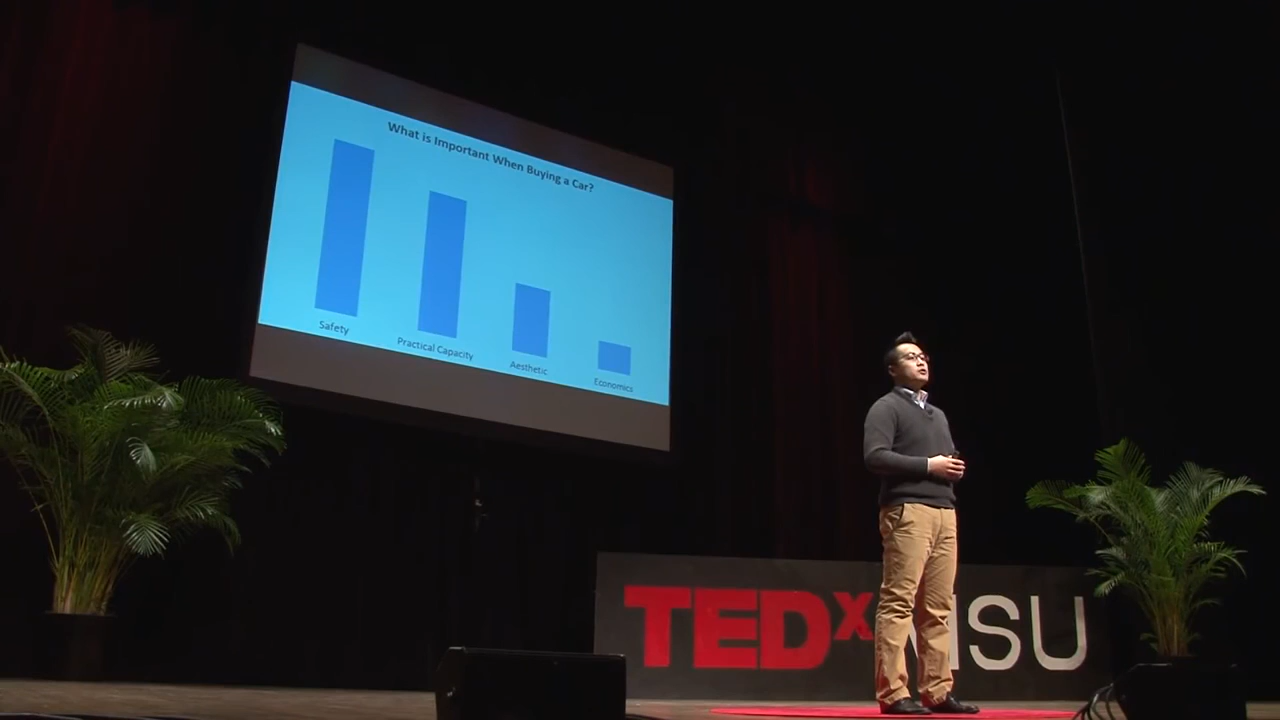 What is Important When Buying a Car?
Safety
Practical Capacity
Aesthetic
Economics
TEDx
SU